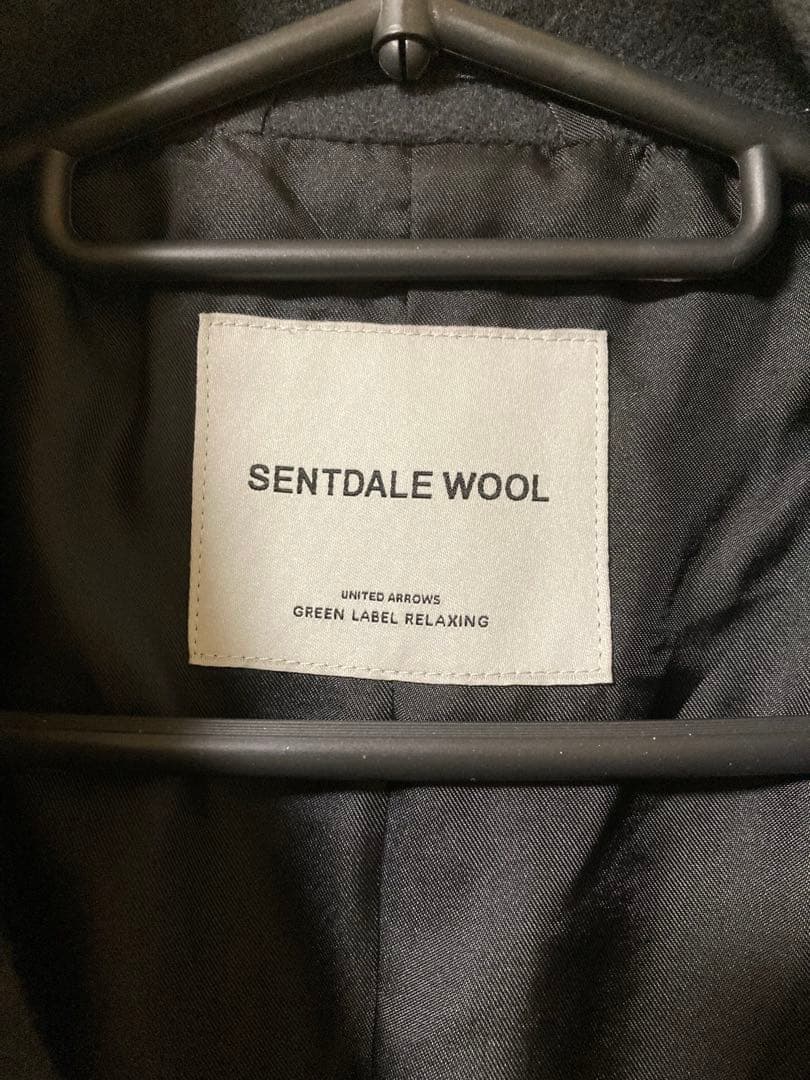 SENTDALE WOOL
UNITED ARROWS
GREEN LABEL RELAXING